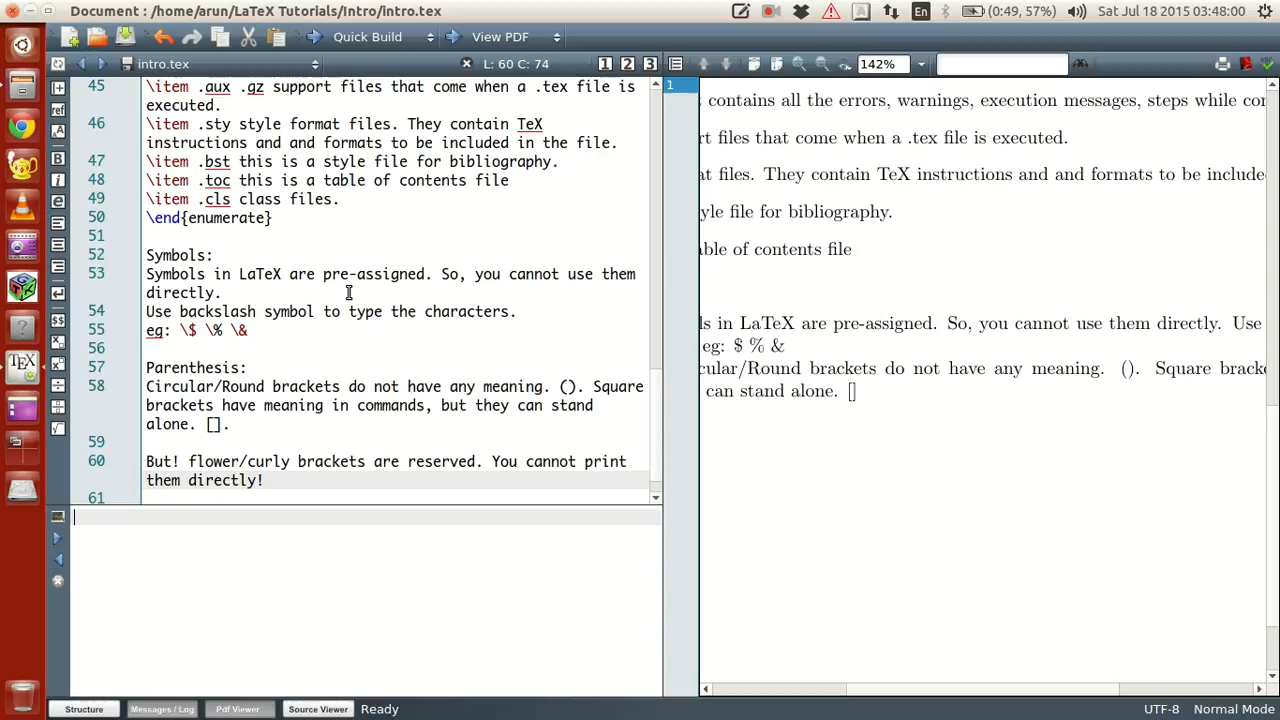 Document : /home/arun/LaTeX Tutorials/Intro/intro.tex
En
(0:49, 57%)
Sat Jul 18 2015 03:48:00
Quick Build
View PDF
intro.tex
L: 60 C: 74
1 2 3
142%
45 \item .aux .gz support files that come when a .tex file is
executed.
46 \item .sty style format files. They contain TeX
instructions and and formats to be included in the file.
47 \item .bst this is a style file for bibliography.
48 \item .toc this is a table of contents file
49 \item .cls class files.
50 \end{enumerate}
51
52 Symbols:
53 Symbols in LaTeX are pre-assigned. So, you cannot use them
directly.
54 Use backslash symbol to type the characters.
55 eg: \$ \% \&
56
57 Parenthesis:
58 Circular/Round brackets do not have any meaning. (). Square
brackets have meaning in commands, but they can stand
alone. [].
59
60 But! flower/curly brackets are reserved. You cannot print
them directly!
61
1
contains all the errors, warnings, execution messages, steps while con
rt files that come when a .tex file is executed.
at files. They contain TeX instructions and and formats to be include
yle file for bibliography.
able of contents file
ls in LaTeX are pre-assigned. So, you cannot use them directly. Use
eg: $ % &
cular/Round brackets do not have any meaning. (). Square bracke
can stand alone. []
Structure
Messages / Log
Pdf Viewer
Source Viewer
Ready
UTF-8
Normal Mode